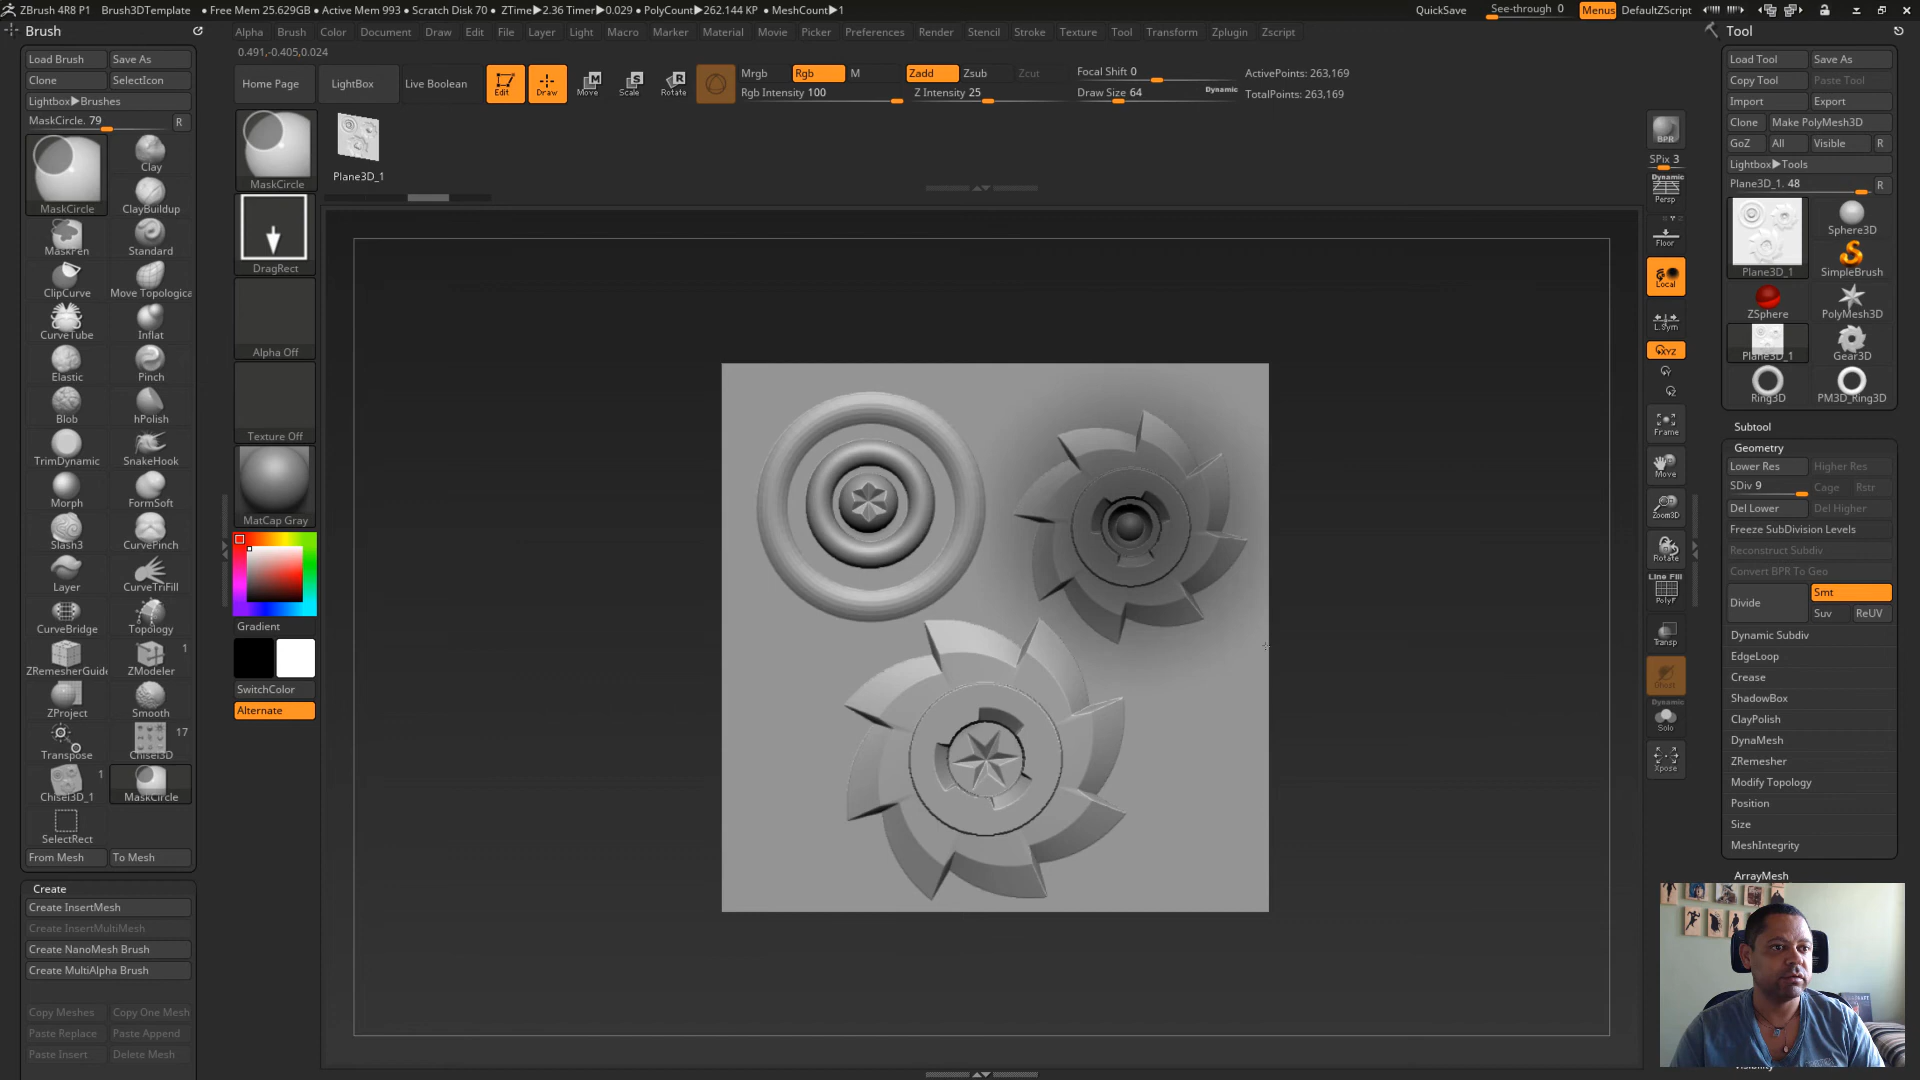 ZBrush 4R8 P1 Brush3DTemplate • Free Mem 25.629GB • Active Mem 993 • Scratch Disk 70 • ZTime▶2.36 Timer▶0.029 • PolyCount▶262.144 KP • MeshCount▶1 QuickSave See-through 0 Menus DefaultZScript
Brush
Load Brush Save As
Clone SelectIcon
Lightbox▶Brushes
MaskCircle. 79 R
MaskCircle Clay
ClayBuildup
MaskPen Standard
ClipCurve Move Topologica
CurveTube Inflat
Elastic Pinch
Blob hPolish
TrimDynamic SnakeHook
Morph FormSoft
Slash3 CurvePinch
Layer CurveTriFill
CurveBridge Topology
ZRemesherGuide ZModeler 1
ZProject Smooth
Transpose Chisel3D 17
Chisel3D_1 1 MaskCircle
SelectRect
From Mesh To Mesh
Create
Create InsertMesh
Create InsertMultiMesh
Create NanoMesh Brush
Create MultiAlpha Brush
Copy Meshes Copy One Mesh
Paste Replace Paste Append
Paste Insert Delete Mesh
Alpha Brush Color Document Draw Edit File Layer Light Macro Marker Material Movie Picker Preferences Render Stencil Stroke Texture Tool Transform Zplugin Zscript
0.491,-0.405,0.024
Home Page LightBox Live Boolean Edit Draw Move Scale Rotate
Mrgb Rgb M Zadd Zsub Zcut Focal Shift 0 ActivePoints: 263,169
Rgb Intensity 100 Z Intensity 25 Draw Size 64 Dynamic TotalPoints: 263,169
MaskCircle Plane3D_1
DragRect
Alpha Off
Texture Off
MatCap Gray
Gradient
SwitchColor
Alternate
BPR
SPix 3
Dynamic
Persp
Floor
Local
L.Sym
XYZ
Frame
Move
Zoom3D
Rotate
Line Fill
PolyF
Transp
Ghost
Dynamic
Solo
Xpose
Tool
Load Tool Save As
Copy Tool Paste Tool
Import Export
Clone Make PolyMesh3D
GoZ All Visible R
Lightbox▶Tools
Plane3D_1. 48 R
Plane3D_1 Sphere3D
SimpleBrush
ZSphere PolyMesh3D
Plane3D_1 Gear3D
Ring3D PM3D_Ring3D
Subtool
Geometry
Lower Res Higher Res
SDiv 9 Cage Rstr
Del Lower Del Higher
Freeze SubDivision Levels
Reconstruct Subdiv
Convert BPR To Geo
Divide Smt
Suv ReUV
Dynamic Subdiv
EdgeLoop
Crease
ShadowBox
ClayPolish
DynaMesh
ZRemesher
Modify Topology
Position
Size
MeshIntegrity
ArrayMesh